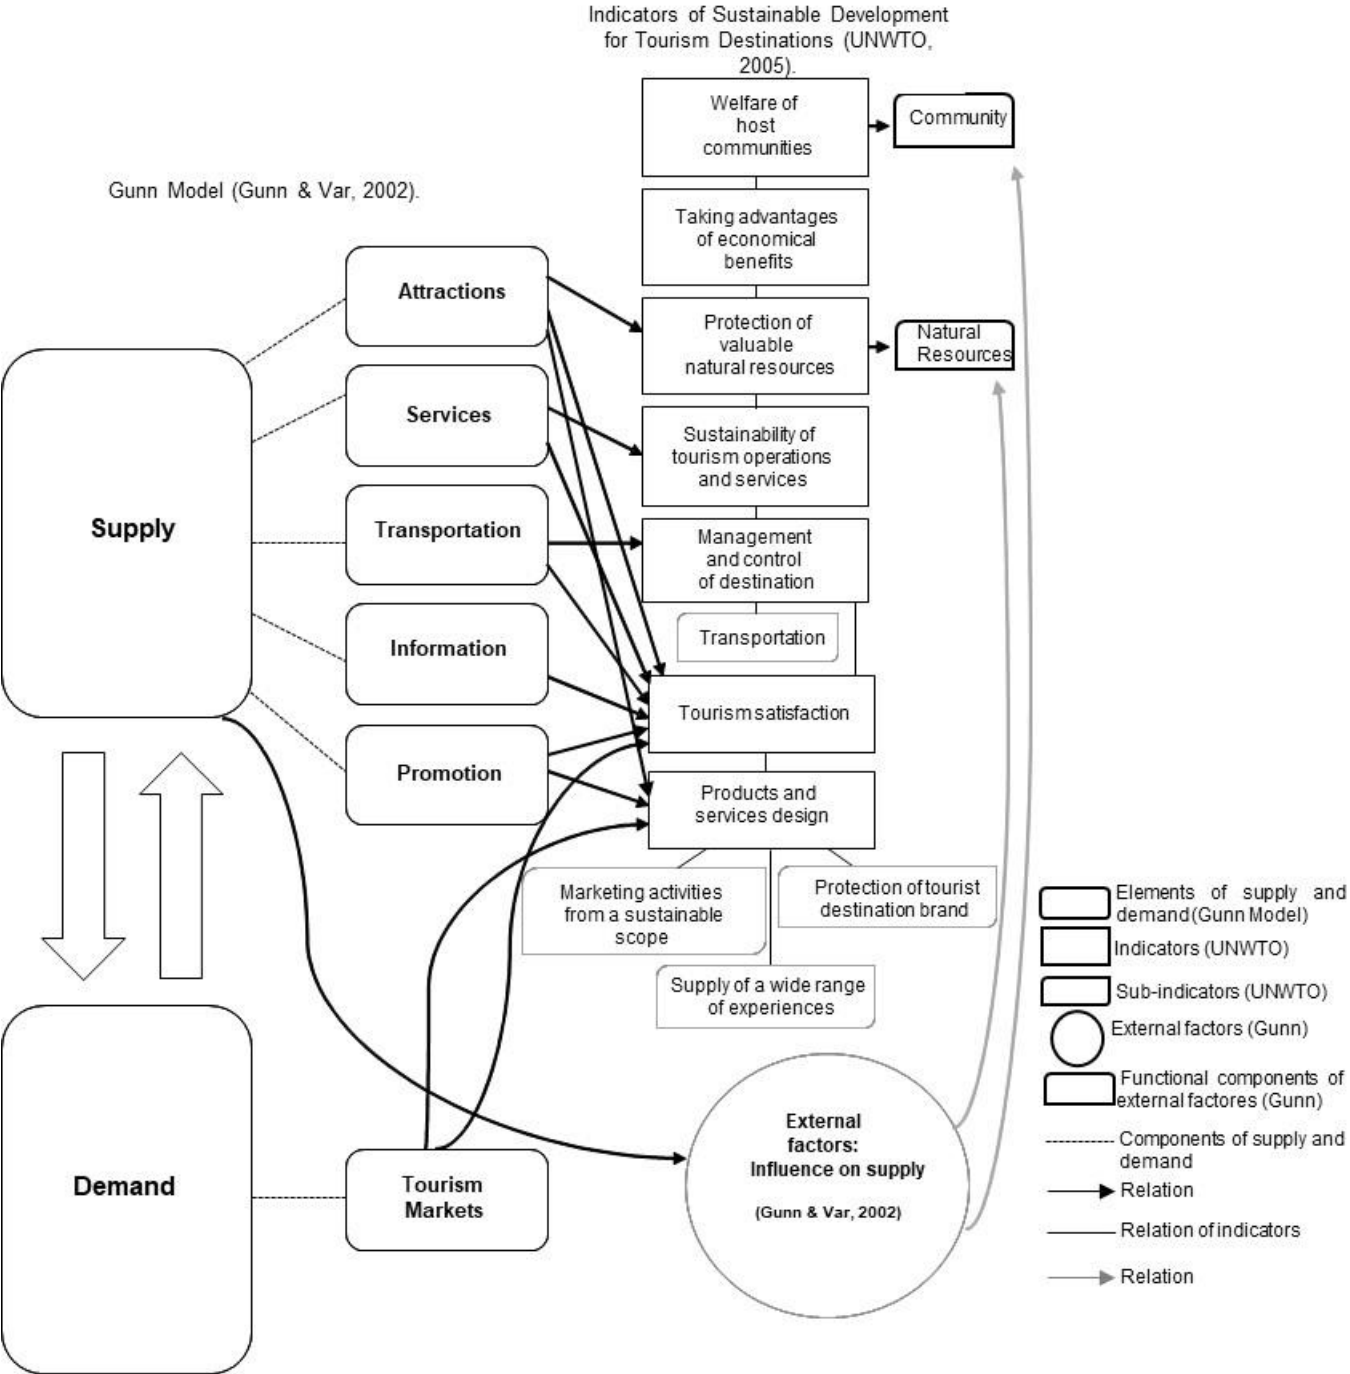 Indicators of Sustainable Development
for Tourism Destinations (UNWTO,
2005).
Welfare of
host
communities
Community
Gunn Model (Gunn & Var, 2002).
Taking advantages
of economical
benefits
Attractions
Protection of
valuable
natural resources
Natural
Resources
Services
Sustainability of
tourism operations
and services
Supply
Transportation
Management
and control
of destination
Transportation
Information
Tourism satisfaction
Promotion
Products and
services design
Marketing activities
from a sustainable
scope
Protection of tourist
destination brand
Supply of a wide range
of experiences
Demand
Tourism
Markets
External
factors:
Influence on supply
(Gunn & Var, 2002)
Elements of supply and
demand (Gunn Model)
Indicators (UNWTO)
Sub-indicators (UNWTO)
External factors (Gunn)
Functional components of
external factores (Gunn)
Components of supply and
demand
Relation
Relation of indicators
Relation